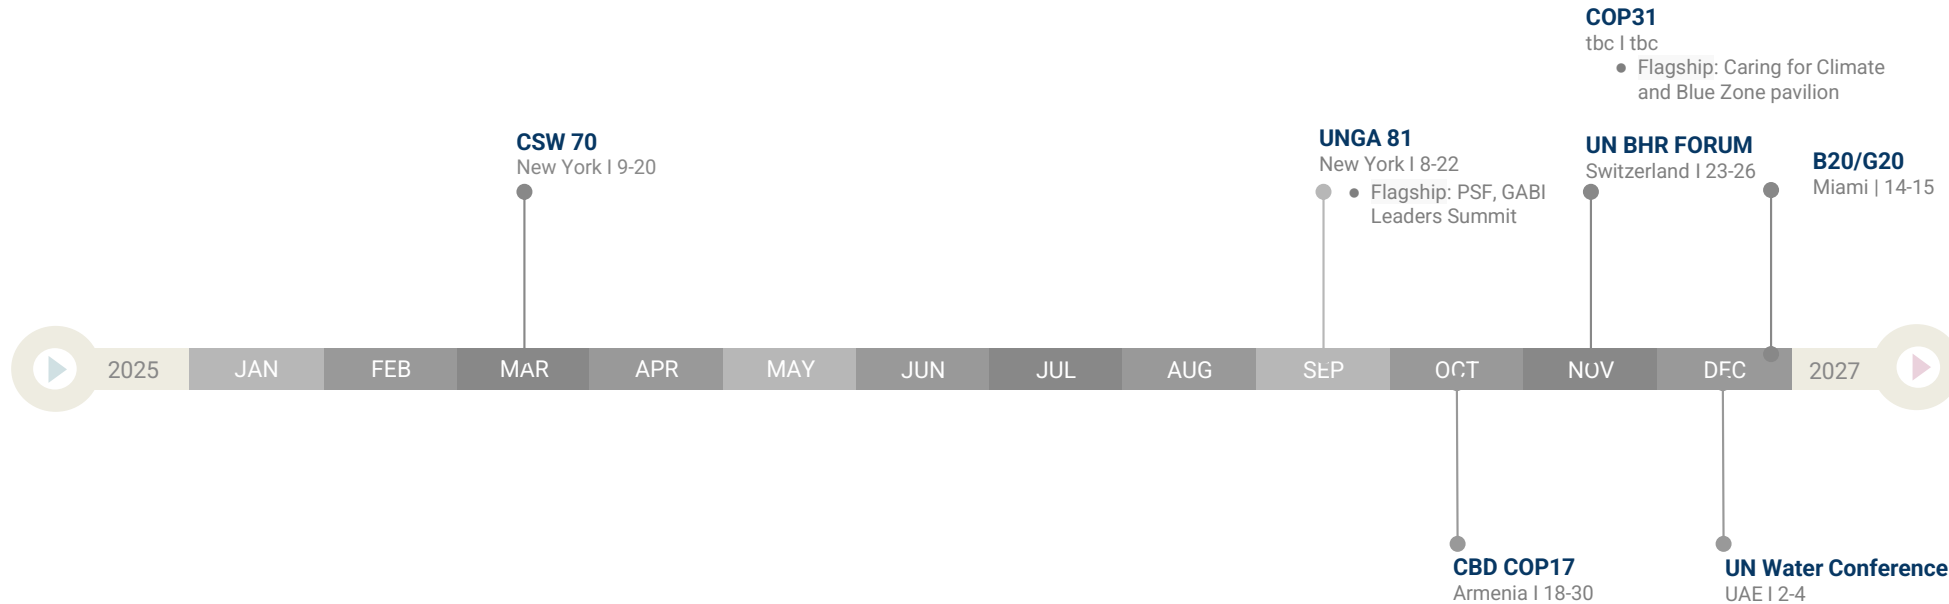 COP31
tbc I tbc
● Flagship: Caring for Climate
and Blue Zone pavilion
CSW 70
New York I 9-20
UNGA 81
New York I 8-22
● Flagship: PSF, GABI
Leaders Summit
UN BHR FORUM
Switzerland I 23-26
B20/G20
Miami | 14-15
2025 JAN FEB MAR APR MAY JUN JUL AUG SEP OCT NOV DEC 2027
CBD COP17
Armenia I 18-30
UN Water Conference
UAE I 2-4